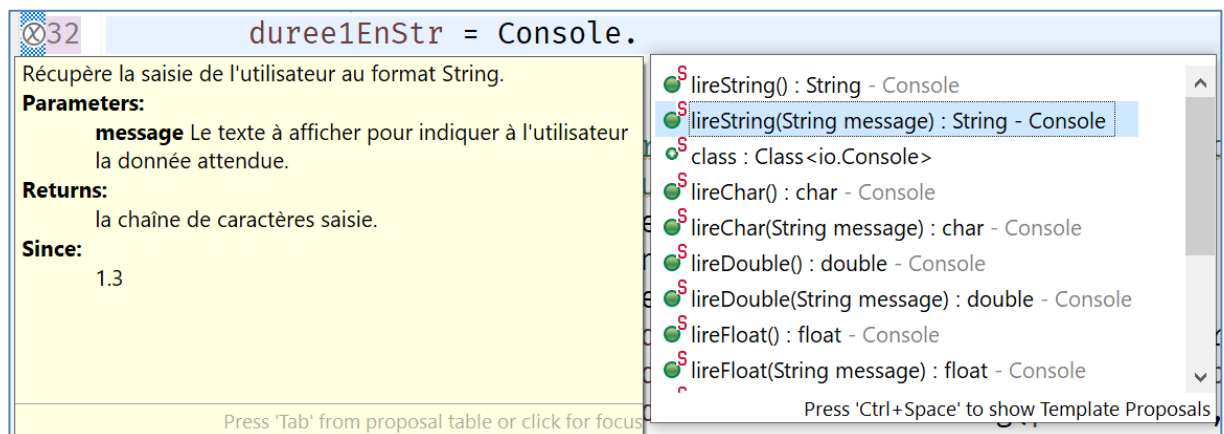 32 duree1EnStr = Console.
Récupère la saisie de l'utilisateur au format String.
Parameters:
message Le texte à afficher pour indiquer à l'utilisateur
la donnée attendue.
Returns:
la chaîne de caractères saisie.
Since:
1.3
Press 'Tab' from proposal table or click for focus
lireString() : String - Console
lireString(String message) : String - Console
class : Class<io.Console>
lireChar() : char - Console
lireChar(String message) : char - Console
lireDouble() : double - Console
lireDouble(String message) : double - Console
lireFloat() : float - Console
lireFloat(String message) : float - Console
Press 'Ctrl+Space' to show Template Proposals